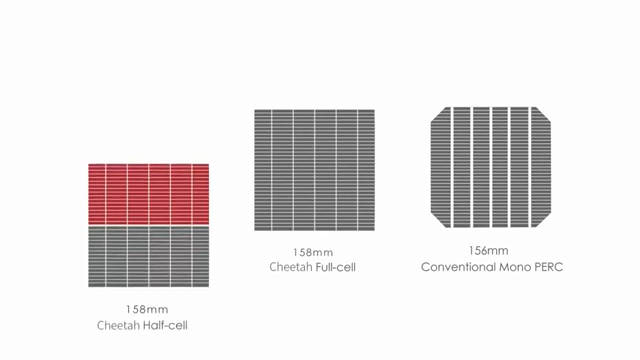 158mm
Cheetah Half-cell
158mm
Cheetah Full-cell
156mm
Conventional Mono PERC